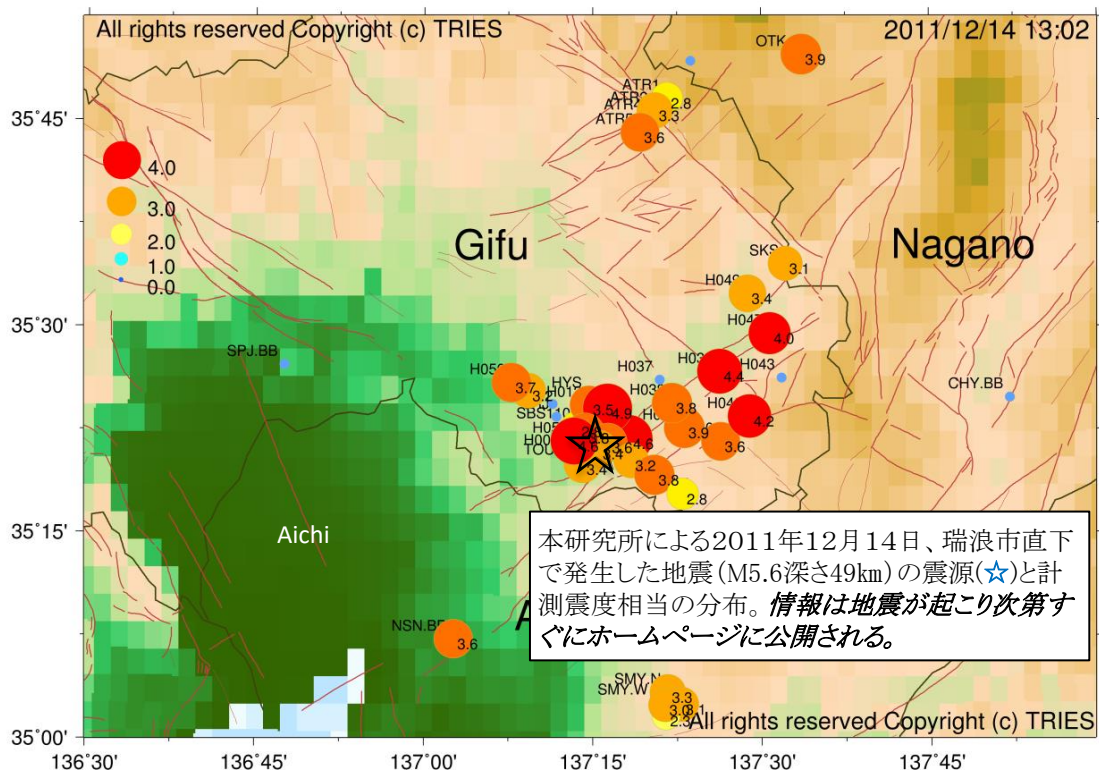 All rights reserved Copyright (c) TRIES
2011/12/14 13:02
OTK
3.9
ATR1
2.8
3.3
3.6
35°45'
4.0
3.0
2.0
1.0
0.0
Gifu
Nagano
SKS
3.1
3.4
4.0
35°30'
SPJ.BB
H037
H043
4.4
CHY.BB
3.7
3.2
HYS
3.5
4.9
3.8
4.2
3.9
3.6
4.6
3.2
3.4
3.8
2.8
35°15'
Aichi
本研究所による2011年12月14日、瑞浪市直下
で発生した地震(M5.6深さ49㎞)の震源(☆)と計
測震度相当の分布。情報は地震が起こり次第す
ぐにホームページに公開される。
3.6
SMY.N
SMY.W
3.3
All rights reserved Copyright (c) TRIES
35°00'
136°30' 136°45' 137°00' 137°15' 137°30' 137°45'